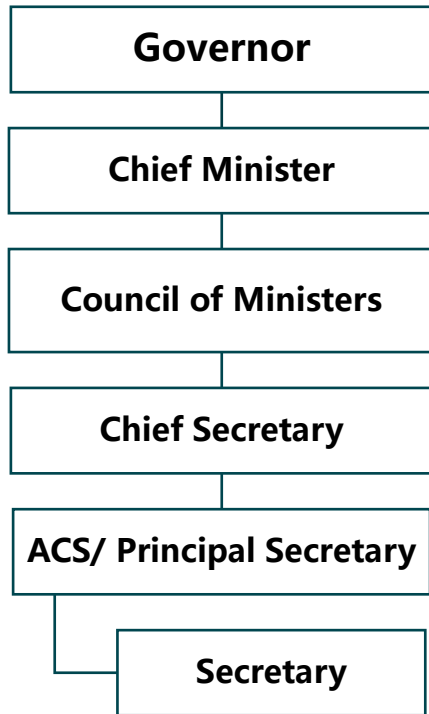 Governor
Chief Minister
Council of Ministers
Chief Secretary
ACS/ Principal Secretary
Secretary